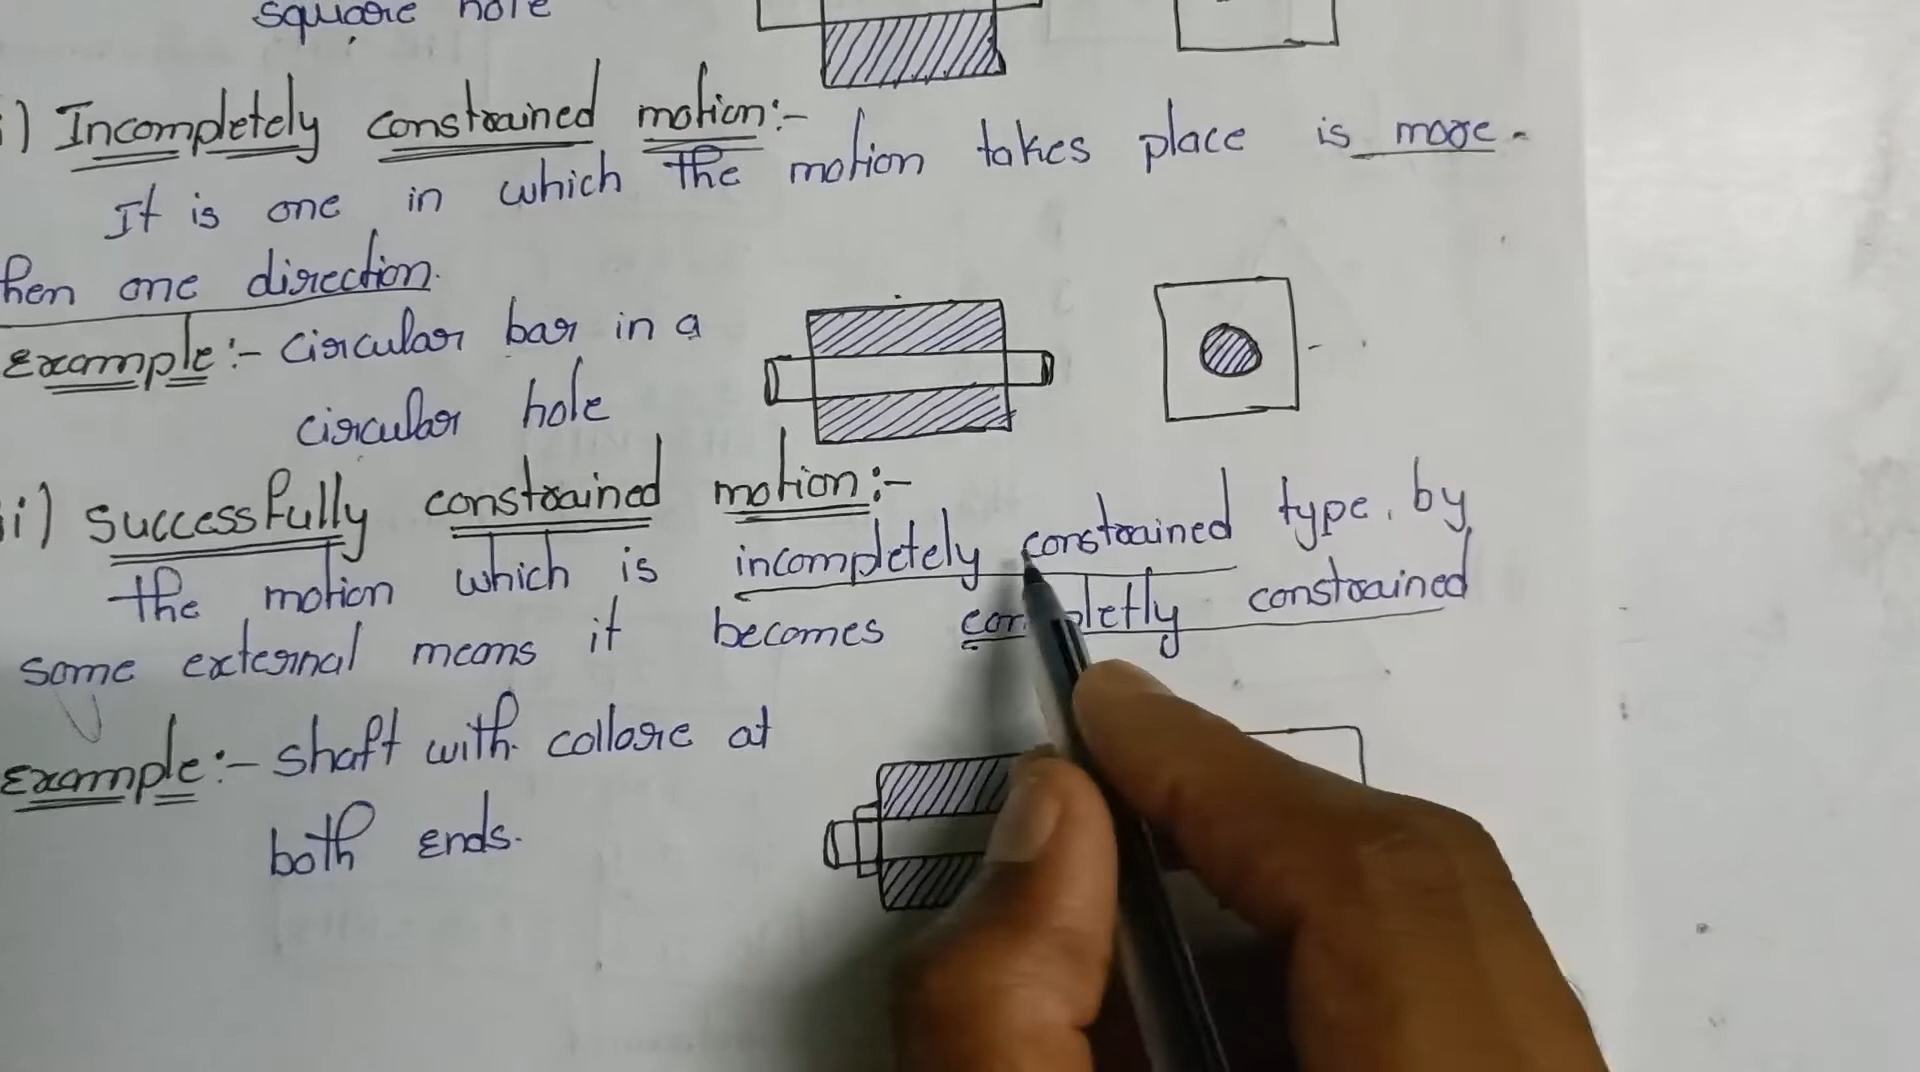 square hole
i) Incompletely constrained motion:-
It is one in which the motion takes place is more-
hen one direction.
Example:- circular bar in a
circular hole
ii) Successfully constrained motion:-
the motion which is incompletely constrained type. by
some external means it becomes completly constrained
Example:- shaft with collore at
both ends.